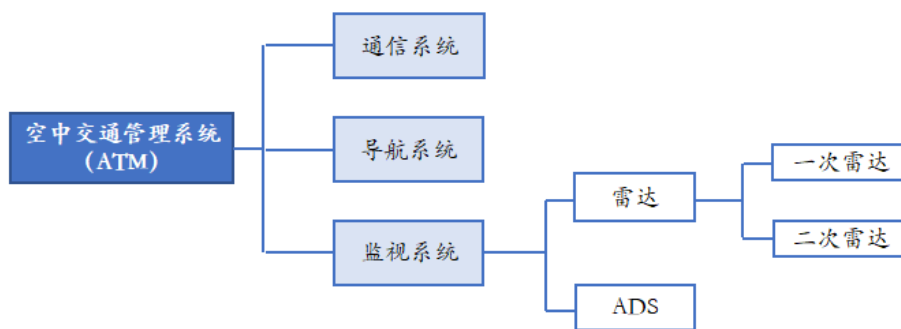 空中交通管理系统
(ATM)
通信系统
导航系统
监视系统
雷达
ADS
一次雷达
二次雷达